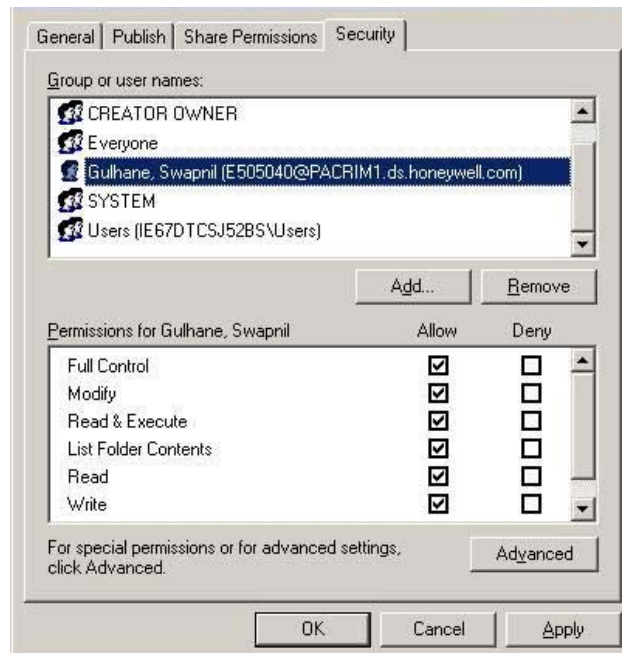 General Publish Share Permissions Security
Group or user names:
CREATOR OWNER
Everyone
Gulhane, Swapnil (E505040@PACRIM1.ds.honeywell.com)
SYSTEM
Users (IE67DTCSJ52BS\Users)
Add... Remove
Permissions for Gulhane, Swapnil Allow Deny
Full Control
Modify
Read & Execute
List Folder Contents
Read
Write
For special permissions or for advanced settings, Advanced
click Advanced.
OK Cancel Apply